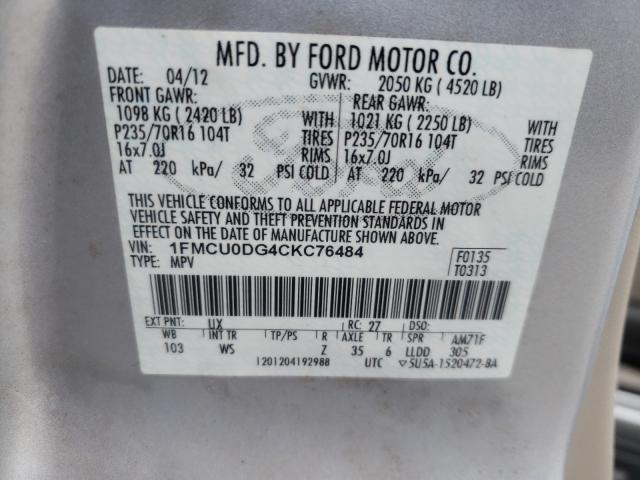 MFD. BY FORD MOTOR CO.
DATE: 04/12 GVWR: 2050 KG ( 4520 LB)
FRONT GAWR: REAR GAWR:
1098 KG ( 2420 LB) WITH 1021 KG ( 2250 LB) WITH
P235/70R16 104T TIRES P235/70R16 104T TIRES
16x7.0J RIMS 16x7.0J RIMS
AT 220 kPa/ 32 PSI COLD AT 220 kPa/ 32 PSI COLD
Ford
THIS VEHICLE CONFORMS TO ALL APPLICABLE FEDERAL MOTOR
VEHICLE SAFETY AND THEFT PREVENTION STANDARDS IN
EFFECT ON THE DATE OF MANUFACTURE SHOWN ABOVE.
VIN: 1FMCU0DG4CKC76484
TYPE: MPV
F0135
T0313
EXT PNT: UX RC: 27 DSO:
WB INT TR TP/PS R AXLE TR SPR AM71F
103 WS Z 35 6 LLDD 305
1201204192988 UTC ▽5U5A-1520472-BA